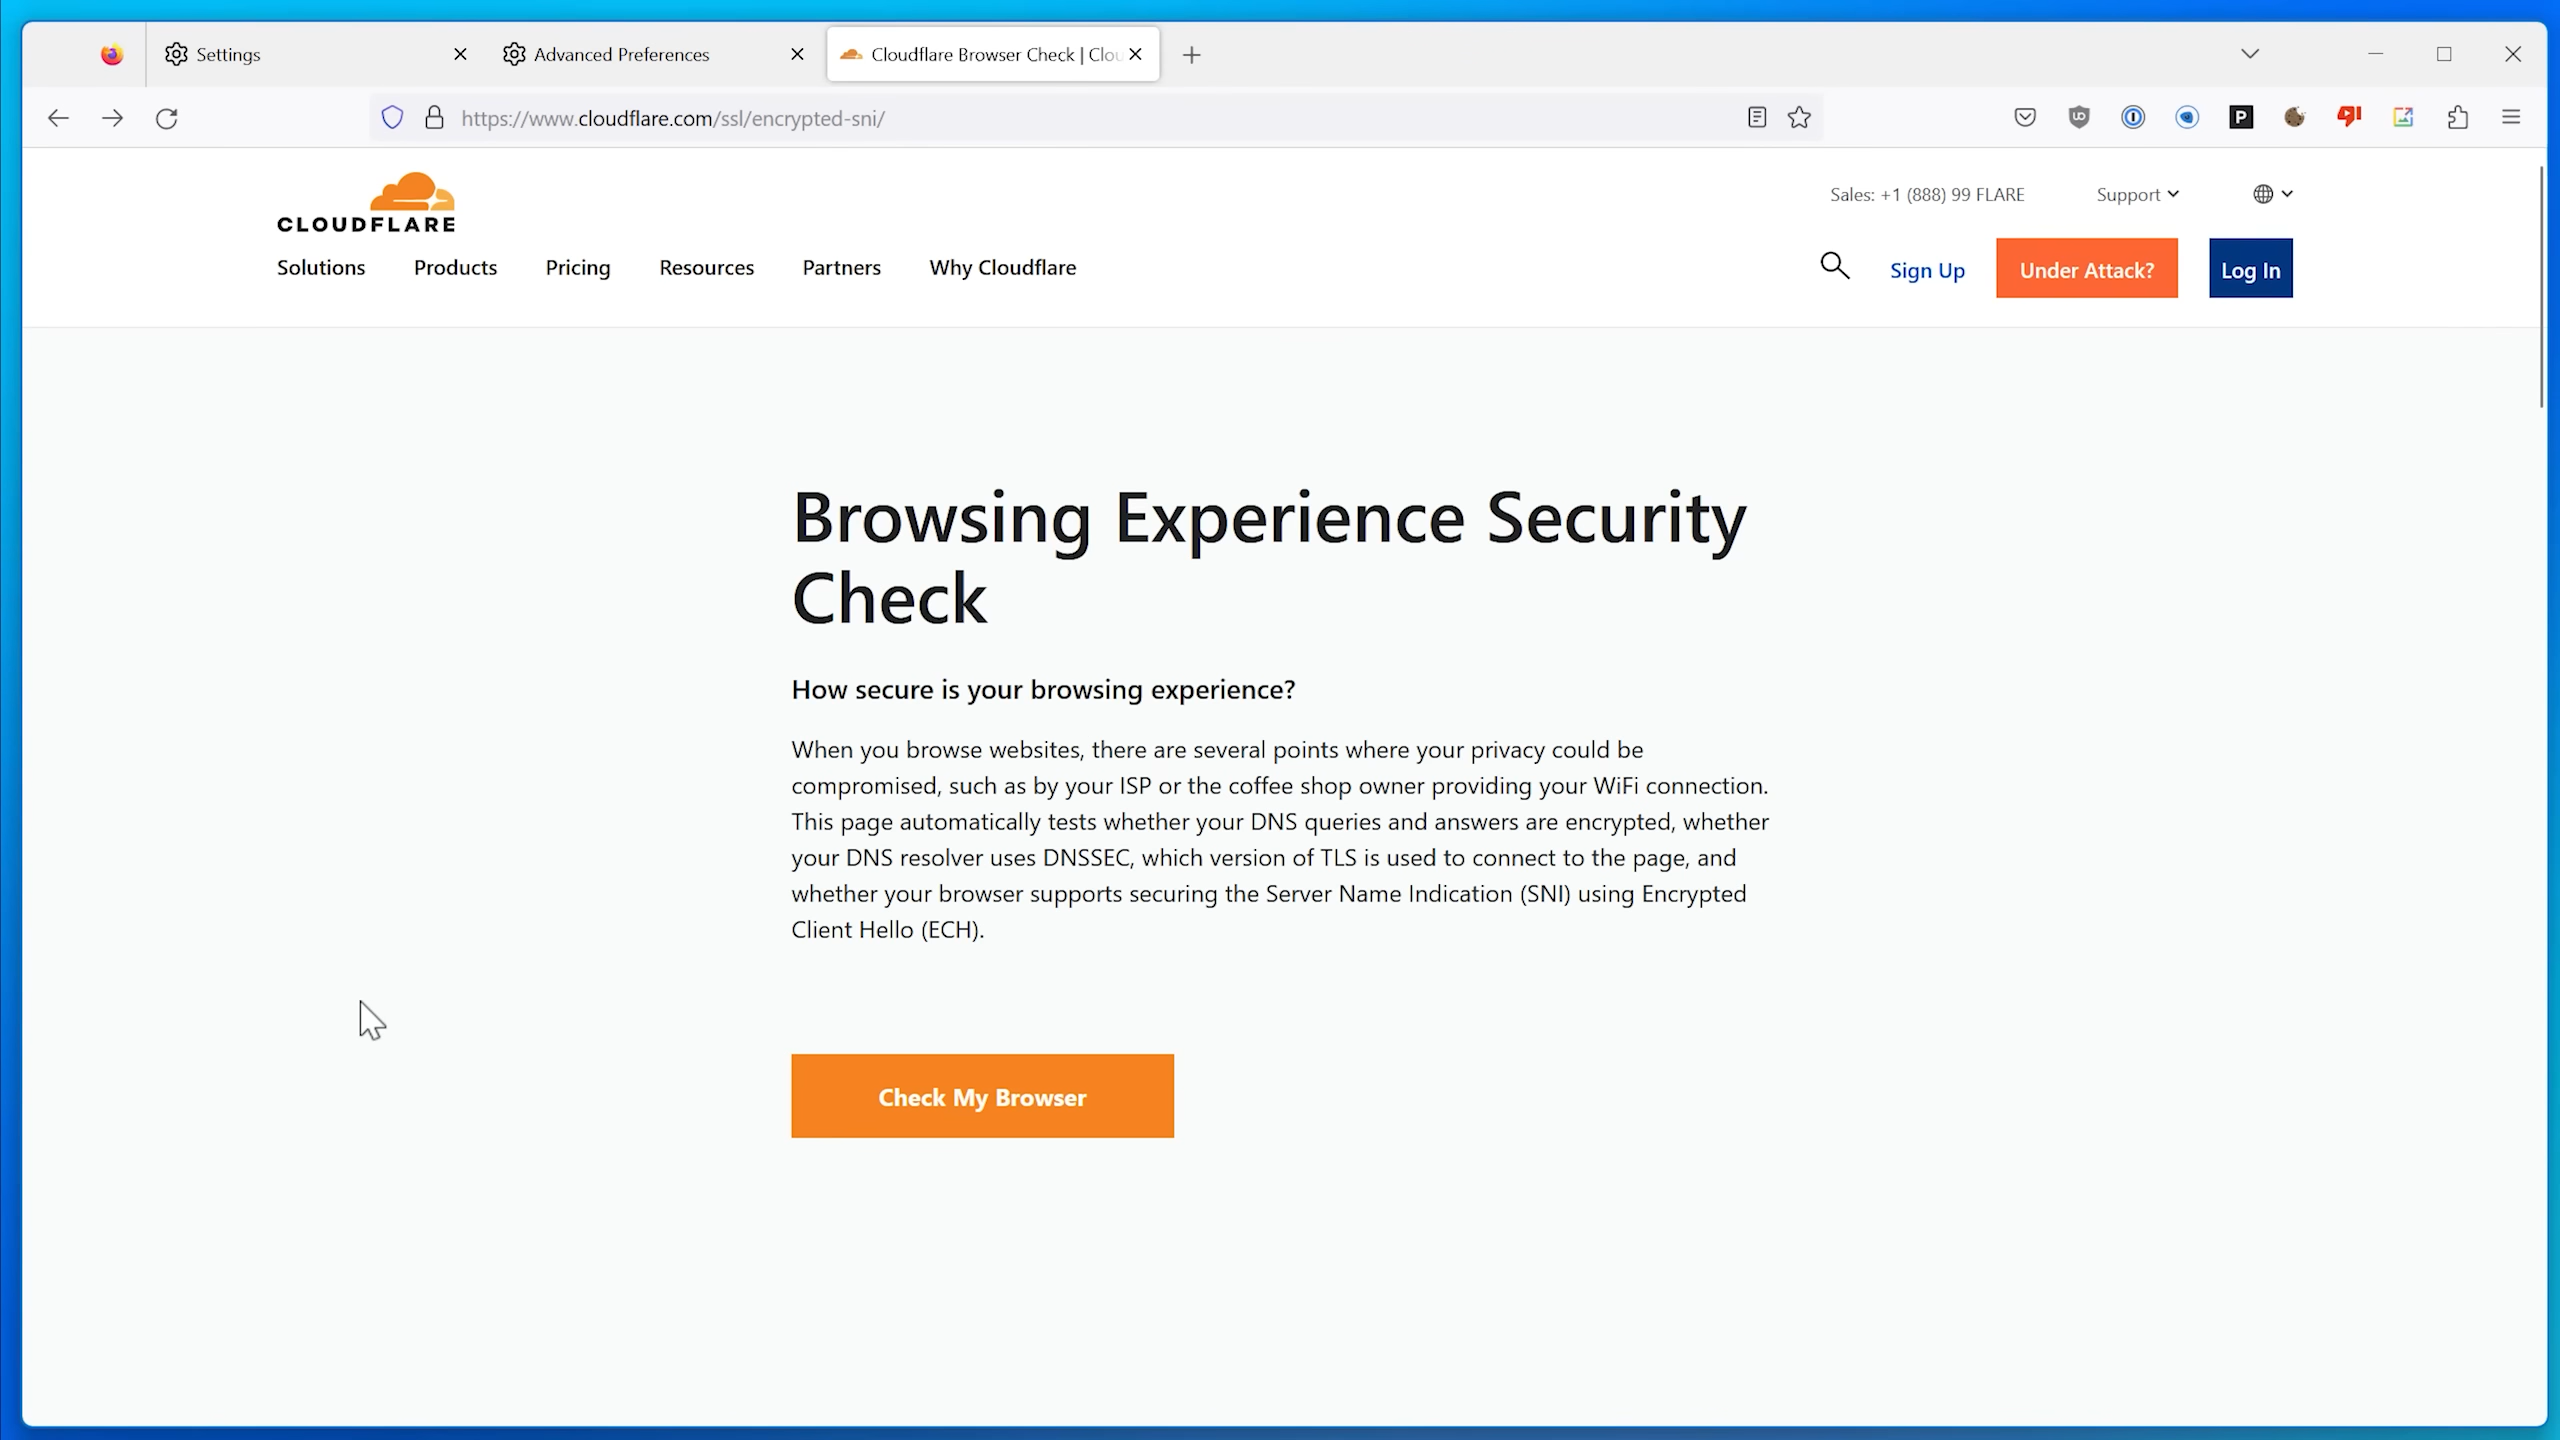 Settings
Advanced Preferences
Cloudflare Browser Check | Clou
https://www.cloudflare.com/ssl/encrypted-sni/
CLOUDFLARE
Sales: +1 (888) 99 FLARE
Support
Solutions
Products
Pricing
Resources
Partners
Why Cloudflare
Sign Up
Under Attack?
Log In
Browsing Experience Security
Check
How secure is your browsing experience?
When you browse websites, there are several points where your privacy could be
compromised, such as by your ISP or the coffee shop owner providing your WiFi connection.
This page automatically tests whether your DNS queries and answers are encrypted, whether
your DNS resolver uses DNSSEC, which version of TLS is used to connect to the page, and
whether your browser supports securing the Server Name Indication (SNI) using Encrypted
Client Hello (ECH).
Check My Browser